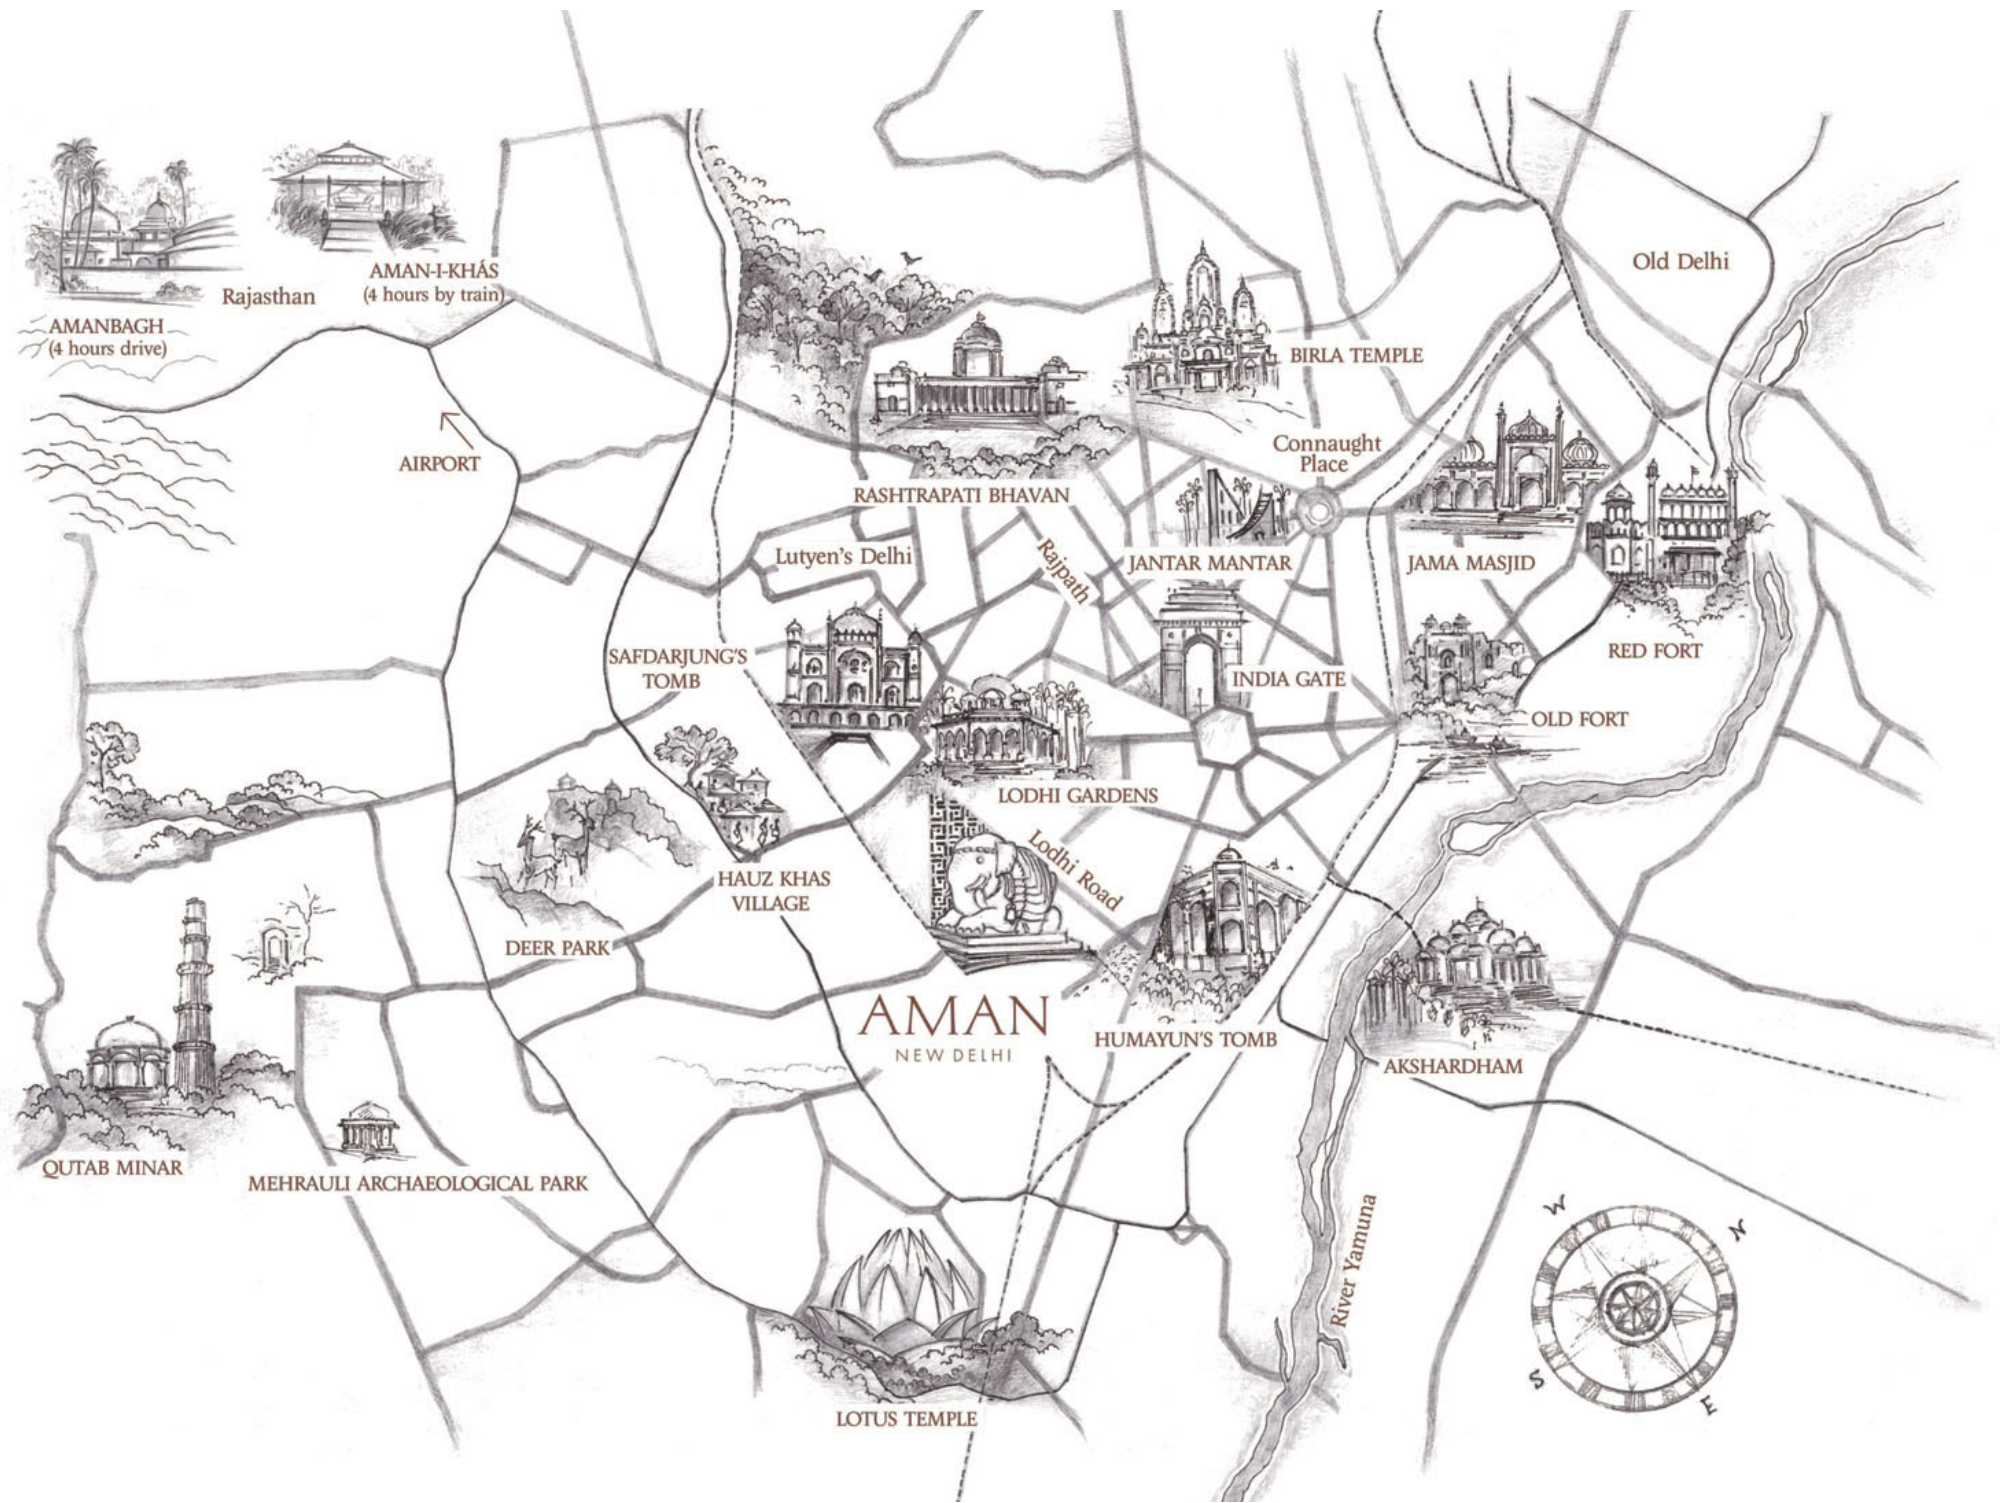 Old Delhi
AMAN-I-KHÁS
(4 hours by train)
Rajasthan
AMANBAGH
(4 hours drive)
BIRLA TEMPLE
Connaught
Place
AIRPORT
RASHTRAPATI BHAVAN
Lutyen's Delhi
Rajpath
JANTAR MANTAR
JAMA MASJID
RED FORT
SAFDARJUNG'S
TOMB
INDIA GATE
OLD FORT
LODHI GARDENS
Lodhi Road
HAUZ KHAS
VILLAGE
DEER PARK
AMAN
NEW DELHI
HUMAYUN'S TOMB
AKSHARDHAM
QUTAB MINAR
MEHRAULI ARCHAEOLOGICAL PARK
River Yamuna
W
N
S
E
LOTUS TEMPLE